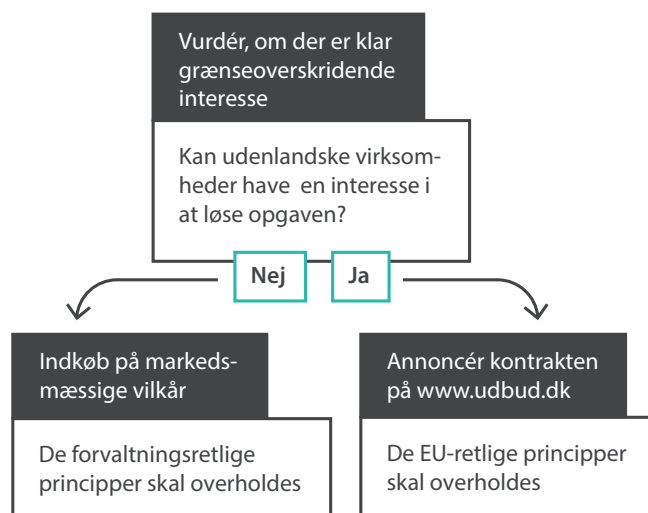 Vurdér, om der er klar
grænseoverskridende
interesse
Kan udenlandske virksom-
heder have en interesse i
at løse opgaven?
Nej
Ja
Indkøb på markeds-
mæssige vilkår
De forvaltningsretlige
principper skal overholdes
Annoncér kontrakten
på www.udbud.dk
De EU-retlige principper
skal overholdes